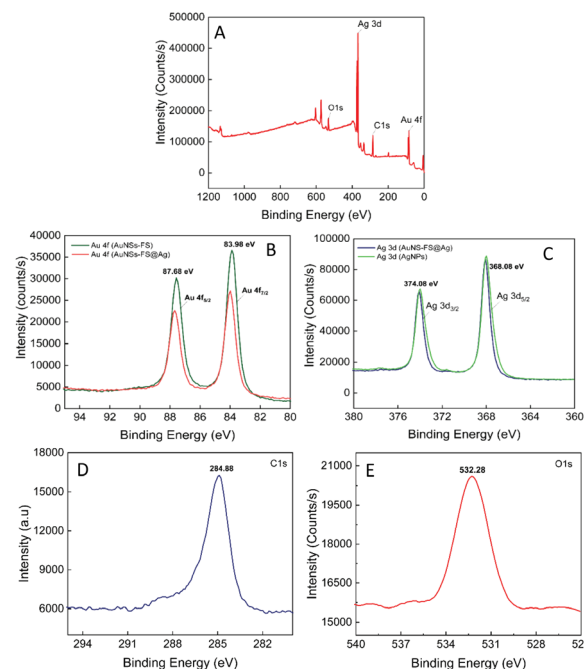 A
Ag 3d
O1s
C1s
Au 4f
Intensity (Counts/s)
500000
400000
300000
200000
100000
0
1200
1000
800
600
400
200
0
Binding Energy (eV)
B
Au 4f (AuNSs-FS)
Au 4f (AuNSs-FS@Ag)
87.68 eV
83.98 eV
Au 4f5/2
Au 4f7/2
Intensity (counts/s)
40000
35000
30000
25000
20000
15000
10000
5000
0
94
92
90
88
86
84
82
80
Binding Energy (eV)
C
Ag 3d (AuNS-FS@Ag)
Ag 3d (AgNPs)
374.08 eV
368.08 eV
Ag 3d3/2
Ag 3d5/2
Intensity (Counts/s)
100000
80000
60000
40000
20000
0
380
376
372
368
364
360
Binding Energy (eV)
D
284.88
C1s
Intensity (a.u)
18000
15000
12000
9000
6000
294
291
288
285
282
Binding Energy (eV)
E
532.28
O1s
Intensity (Counts/s)
21000
19500
18000
16500
15000
540
537
534
531
528
52
Binding Energy (eV)